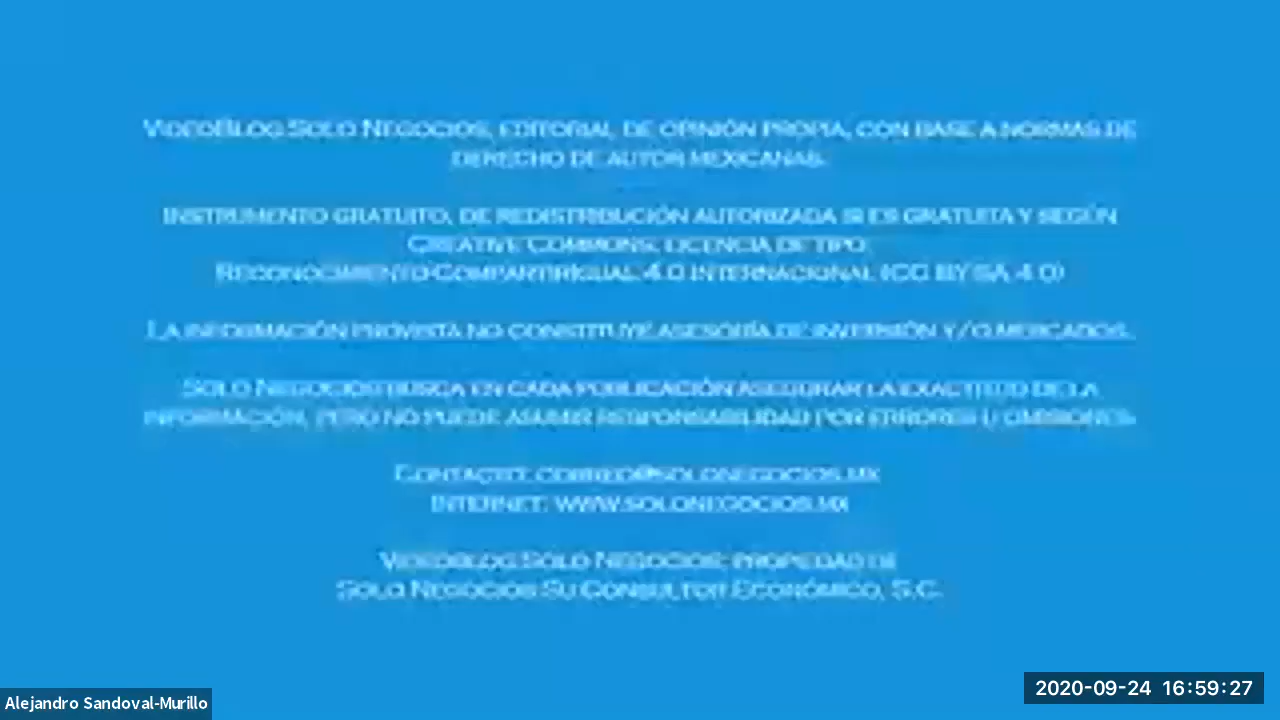 VIDEOBLOG SOLO NEGOCIOS, EDITORIAL DE OPINIÓN PROPIA, CON BASE A NORMAS DE
DERECHO DE AUTOR MEXICANAS.
INSTRUMENTO GRATUITO, DE REDISTRIBUCIÓN AUTORIZADA SI ES GRATUITA Y SEGÚN
CREATIVE COMMONS, LICENCIA DE TIPO:
RECONOCIMIENTO-COMPARTIRIGUAL 4.0 INTERNACIONAL (CC BY-SA 4.0)
LA INFORMACIÓN PROVISTA NO CONSTITUYE ASESORÍA DE INVERSIÓN Y/O MERCADOS.
SOLO NEGOCIOS BUSCA EN CADA PUBLICACIÓN ASEGURAR LA EXACTITUD DE LA
INFORMACIÓN, PERO NO PUEDE ASUMIR RESPONSABILIDAD POR ERRORES U OMISIONES.
CONTACTO: CORREO@SOLONEGOCIOS.MX
INTERNET: WWW.SOLONEGOCIOS.MX
VIDEOBLOG SOLO NEGOCIOS: PROPIEDAD DE
SOLO NEGOCIOS SU CONSULTOR ECONÓMICO, S.C.
Alejandro Sandoval-Murillo
2020-09-24 16:59:27